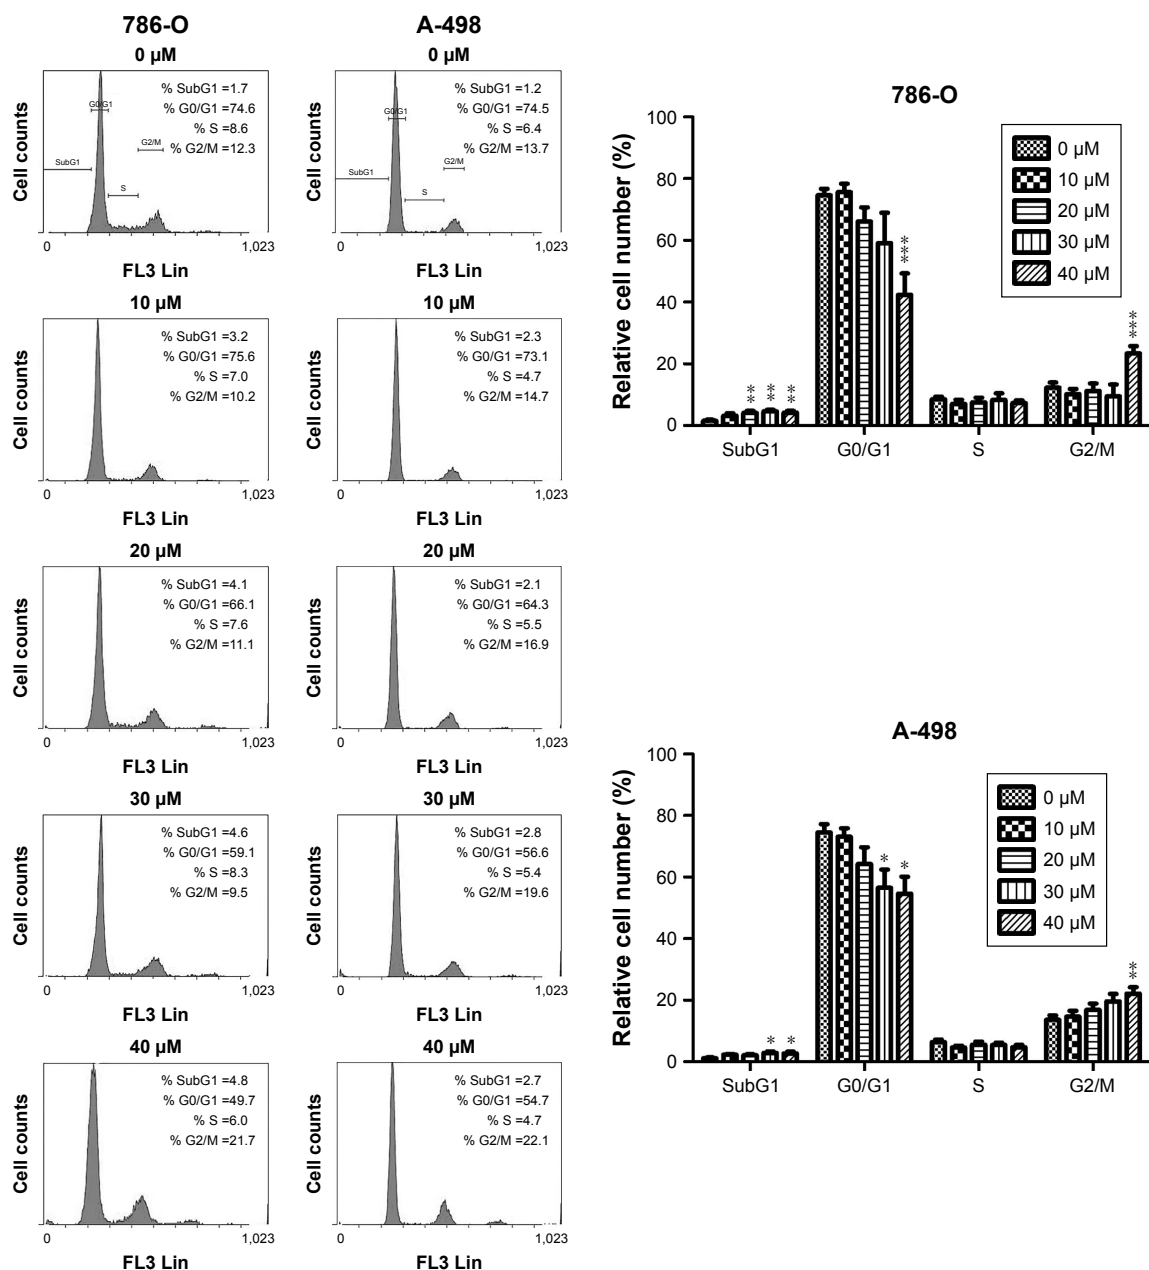 786-O
A-498
0 µM
0 µM
Cell counts
% SubG1 =1.7
% G0/G1 =74.6
% S =8.6
% G2/M =12.3
SubG1
G0/G1
S
G2/M
0
1,023
FL3 Lin
Cell counts
% SubG1 =1.2
% G0/G1 =74.5
% S =6.4
% G2/M =13.7
SubG1
G0/G1
S
G2/M
0
1,023
FL3 Lin
10 µM
10 µM
Cell counts
% SubG1 =3.2
% G0/G1 =75.6
% S =7.0
% G2/M =10.2
0
1,023
FL3 Lin
Cell counts
% SubG1 =2.3
% G0/G1 =73.1
% S =4.7
% G2/M =14.7
0
1,023
FL3 Lin
20 µM
20 µM
Cell counts
% SubG1 =4.1
% G0/G1 =66.1
% S =7.6
% G2/M =11.1
0
1,023
FL3 Lin
Cell counts
% SubG1 =2.1
% G0/G1 =64.3
% S =5.5
% G2/M =16.9
0
1,023
FL3 Lin
30 µM
30 µM
Cell counts
% SubG1 =4.6
% G0/G1 =59.1
% S =8.3
% G2/M =9.5
0
1,023
FL3 Lin
Cell counts
% SubG1 =2.8
% G0/G1 =56.6
% S =5.4
% G2/M =19.6
0
1,023
FL3 Lin
40 µM
40 µM
Cell counts
% SubG1 =4.8
% G0/G1 =49.7
% S =6.0
% G2/M =21.7
0
1,023
FL3 Lin
Cell counts
% SubG1 =2.7
% G0/G1 =54.7
% S =4.7
% G2/M =22.1
0
1,023
FL3 Lin
786-O
Relative cell number (%)
100
80
60
40
20
0
**
**
**
***
***
SubG1
G0/G1
S
G2/M
0 µM
10 µM
20 µM
30 µM
40 µM
A-498
Relative cell number (%)
100
80
60
40
20
0
*
*
*
*
**
SubG1
G0/G1
S
G2/M
0 µM
10 µM
20 µM
30 µM
40 µM